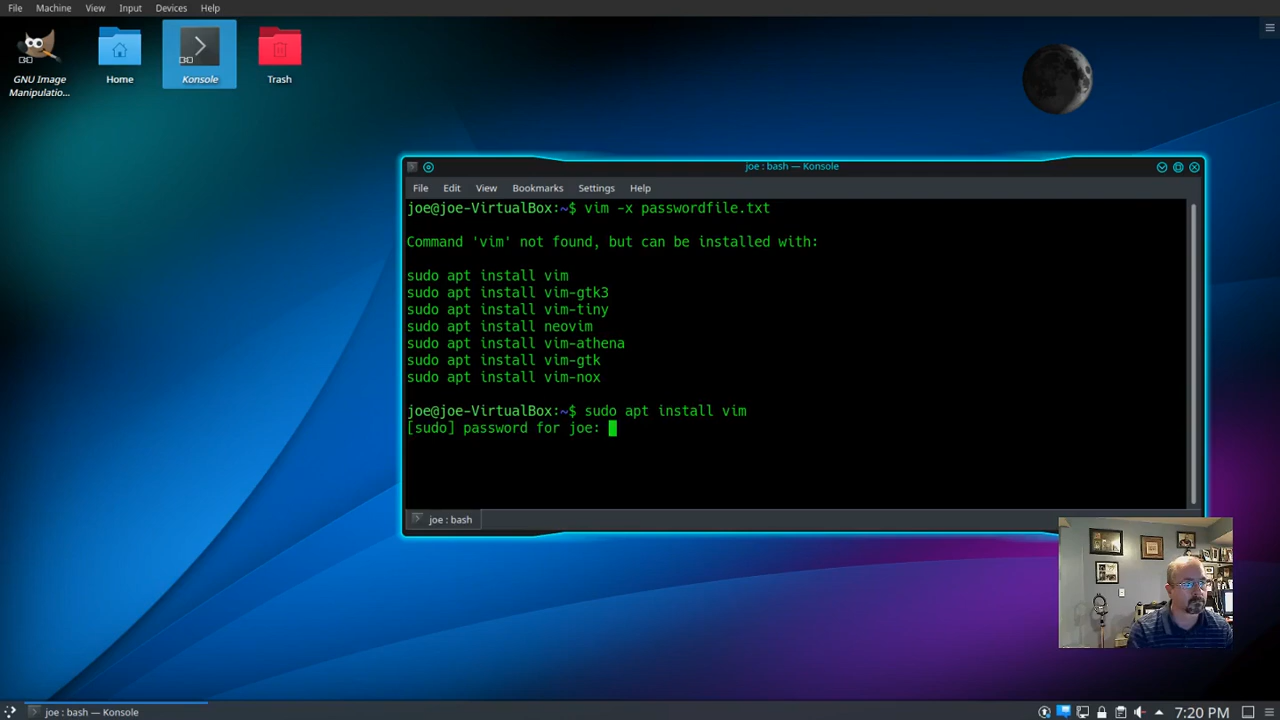 File Machine View Input Devices Help
GNU Image
Manipulatio...
Home
Konsole
Trash
joe : bash — Konsole
File Edit View Bookmarks Settings Help
joe@joe-VirtualBox:~$ vim -x passwordfile.txt
Command 'vim' not found, but can be installed with:
sudo apt install vim
sudo apt install vim-gtk3
sudo apt install vim-tiny
sudo apt install neovim
sudo apt install vim-athena
sudo apt install vim-gtk
sudo apt install vim-nox
joe@joe-VirtualBox:~$ sudo apt install vim
[sudo] password for joe:
joe : bash
joe : bash — Konsole
7:20 PM